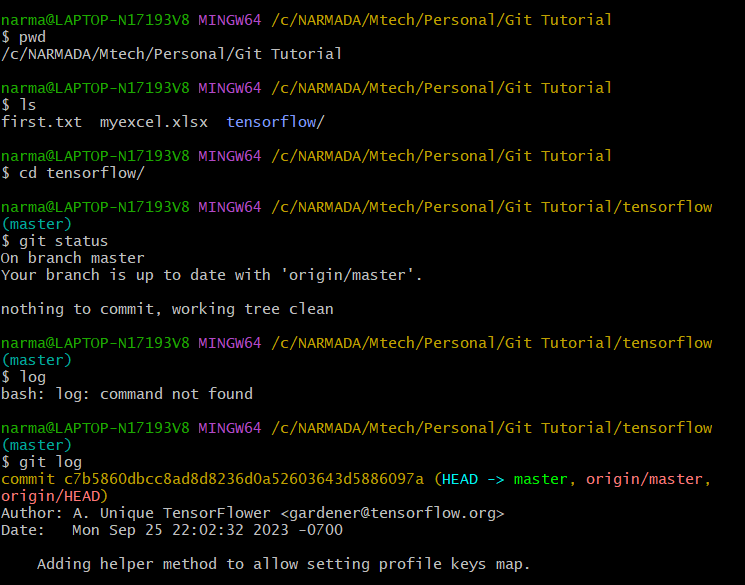 narma@LAPTOP-N17193V8 MINGW64 /c/NARMADA/Mtech/Personal/Git Tutorial
$ pwd
/c/NARMADA/Mtech/Personal/Git Tutorial
narma@LAPTOP-N17193V8 MINGW64 /c/NARMADA/Mtech/Personal/Git Tutorial
$ ls
first.txt  myexcel.xlsx  tensorflow/
narma@LAPTOP-N17193V8 MINGW64 /c/NARMADA/Mtech/Personal/Git Tutorial
$ cd tensorflow/
narma@LAPTOP-N17193V8 MINGW64 /c/NARMADA/Mtech/Personal/Git Tutorial/tensorflow
(master)
$ git status
On branch master
Your branch is up to date with 'origin/master'.
nothing to commit, working tree clean
narma@LAPTOP-N17193V8 MINGW64 /c/NARMADA/Mtech/Personal/Git Tutorial/tensorflow
(master)
$ log
bash: log: command not found
narma@LAPTOP-N17193V8 MINGW64 /c/NARMADA/Mtech/Personal/Git Tutorial/tensorflow
(master)
$ git log
commit c7b5860dbcc8ad8d8236d0a52603643d5886097a (HEAD -> master, origin/master,
origin/HEAD)
Author: A. Unique TensorFlower <gardener@tensorflow.org>
Date:   Mon Sep 25 22:02:32 2023 -0700
    Adding helper method to allow setting profile keys map.